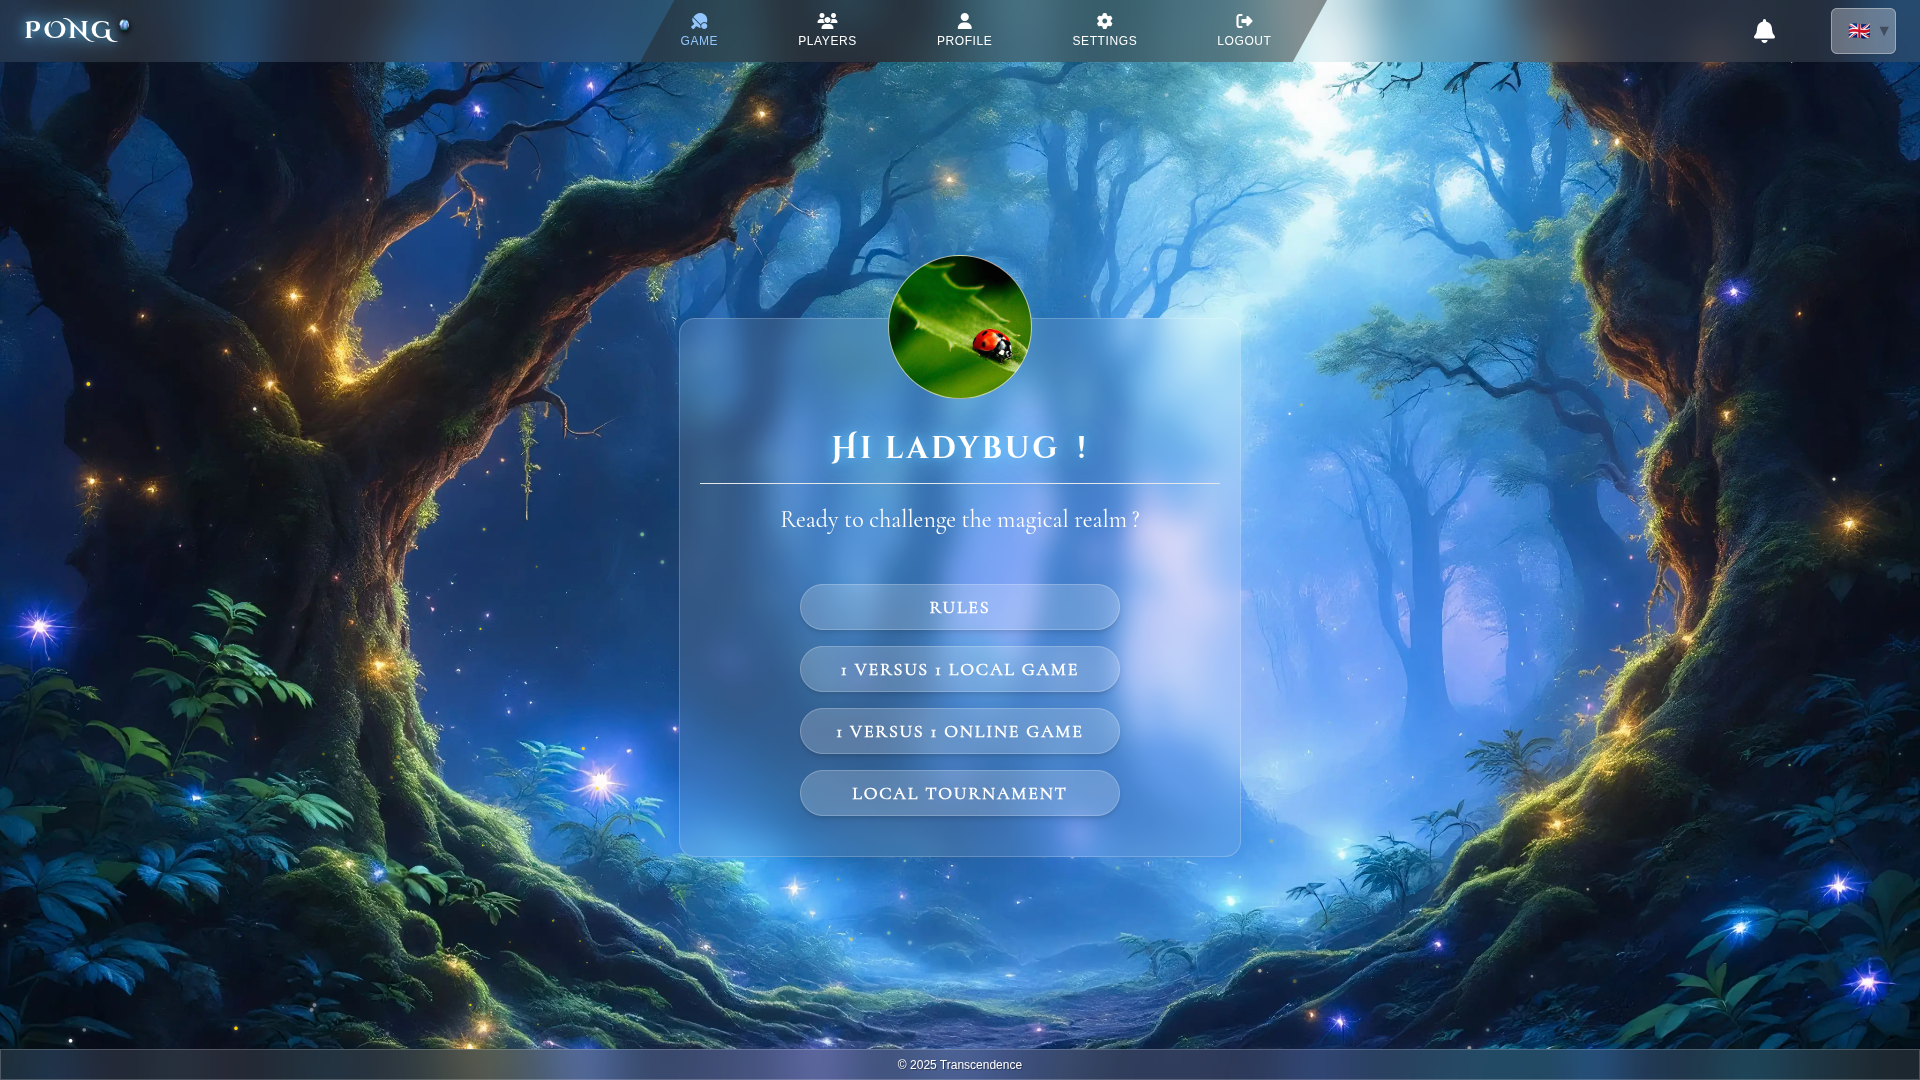 PONG
GAME
PLAYERS
PROFILE
SETTINGS
LOGOUT
HI LADYBUG !
Ready to challenge the magical realm ?
RULES
1 VERSUS 1 LOCAL GAME
1 VERSUS 1 ONLINE GAME
LOCAL TOURNAMENT
© 2025 Transcendence